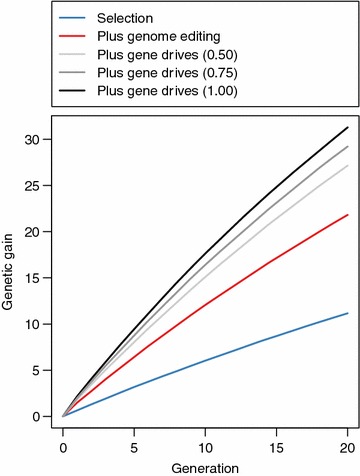 Selection
Plus genome editing
Plus gene drives (0.50)
Plus gene drives (0.75)
Plus gene drives (1.00)
30
25
20
15
10
5
0
Genetic gain
0 5 10 15 20
Generation